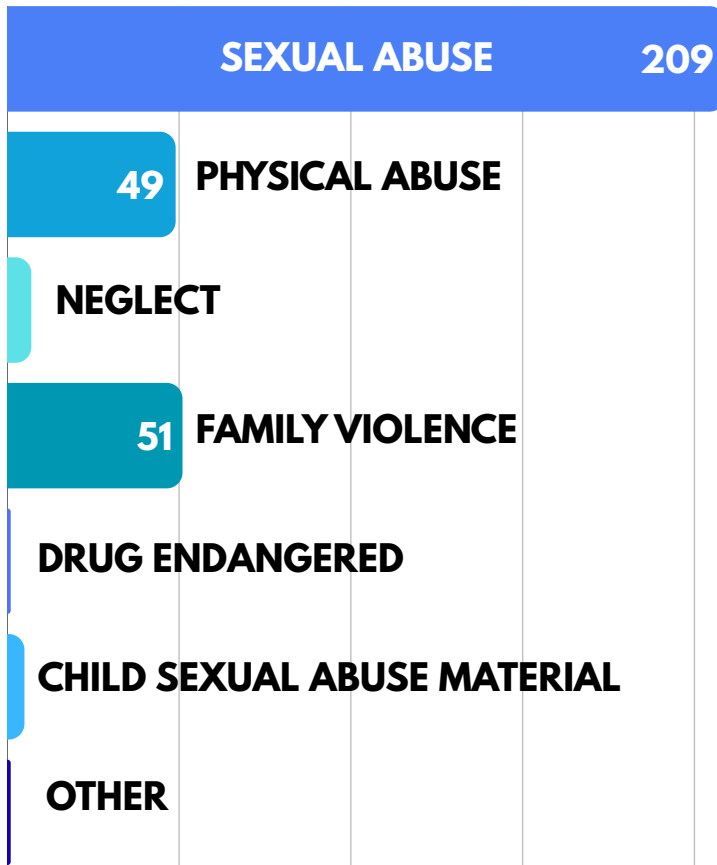 SEXUAL ABUSE 209
49 PHYSICAL ABUSE
NEGLECT
51 FAMILY VIOLENCE
DRUG ENDANGERED
CHILD SEXUAL ABUSE MATERIAL
OTHER